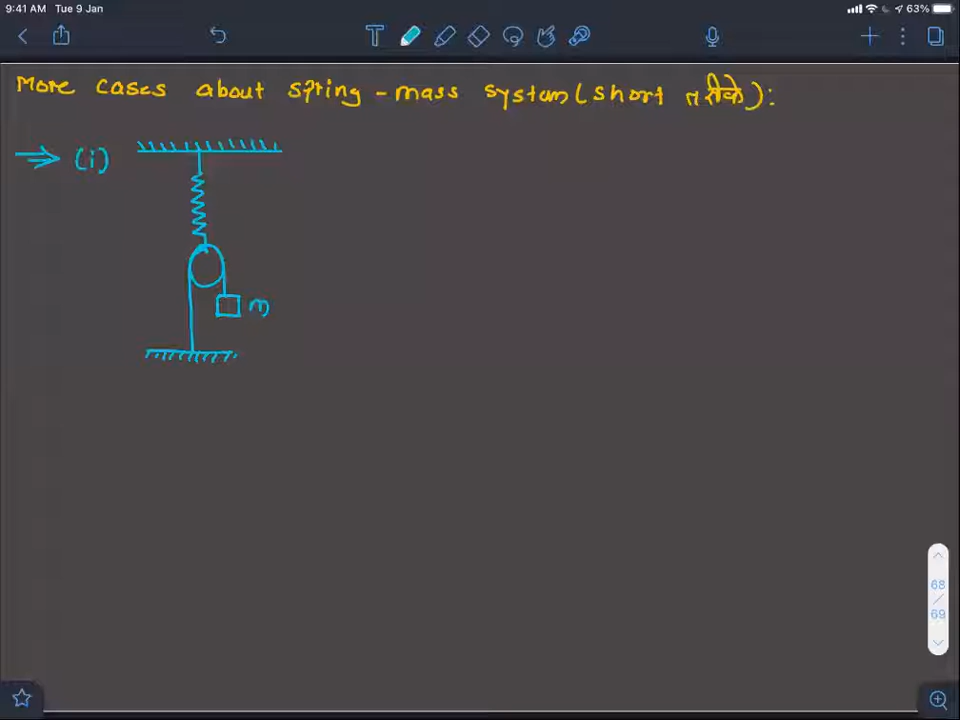 9:41 AM Tue 9 Jan 63%
T
More cases about spring-mass system (short तरीके):
⇒ (i)
m
68
/
69